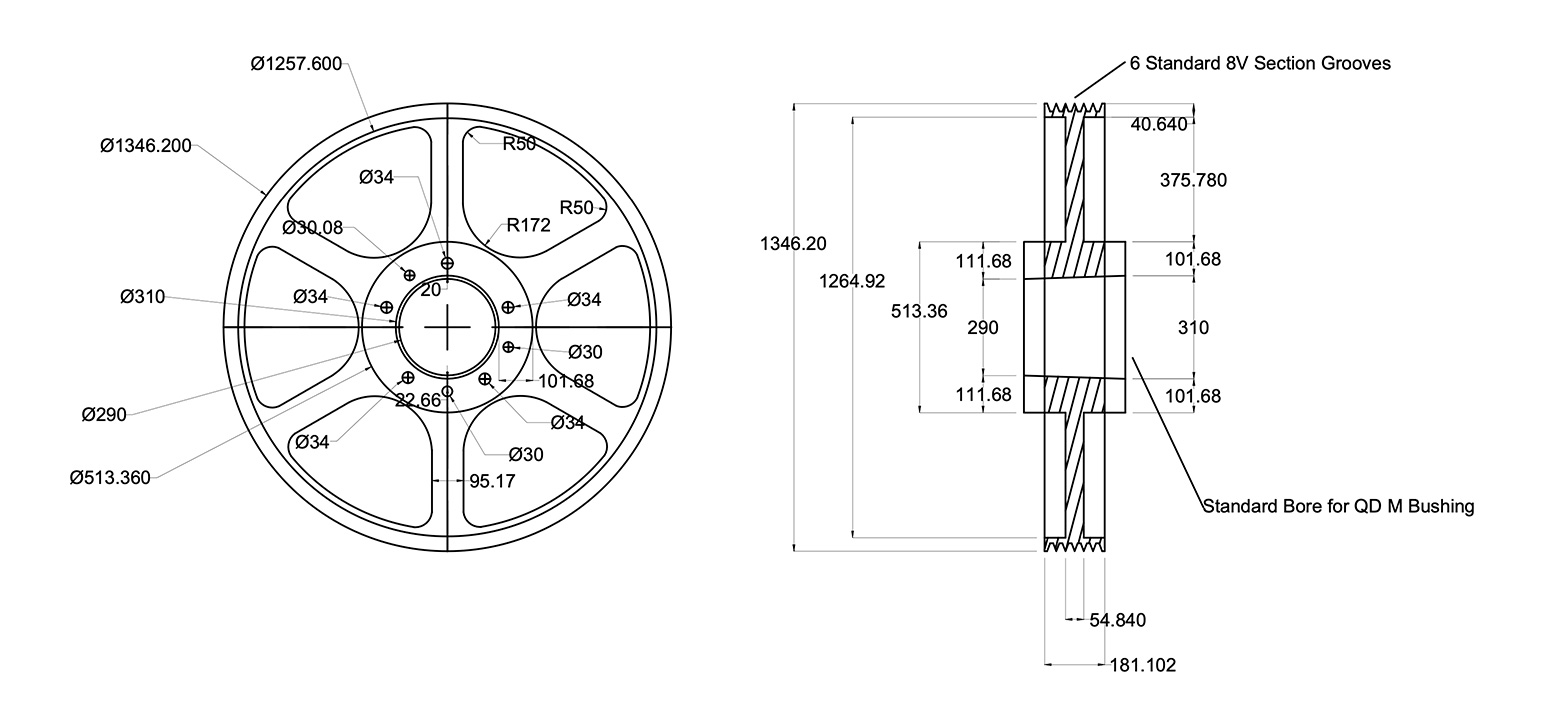 Ø1257.600
Ø1346.200
R50
Ø34
R50
Ø30.08
R172
20
Ø310
Ø34
Ø34
Ø30
101.68
22.66
Ø290
Ø34
Ø34
Ø30
Ø513.360
95.17
6 Standard 8V Section Grooves
40.640
375.780
1346.20
1264.92
111.68
101.68
513.36
290
310
111.68
101.68
Standard Bore for QD M Bushing
54.840
181.102